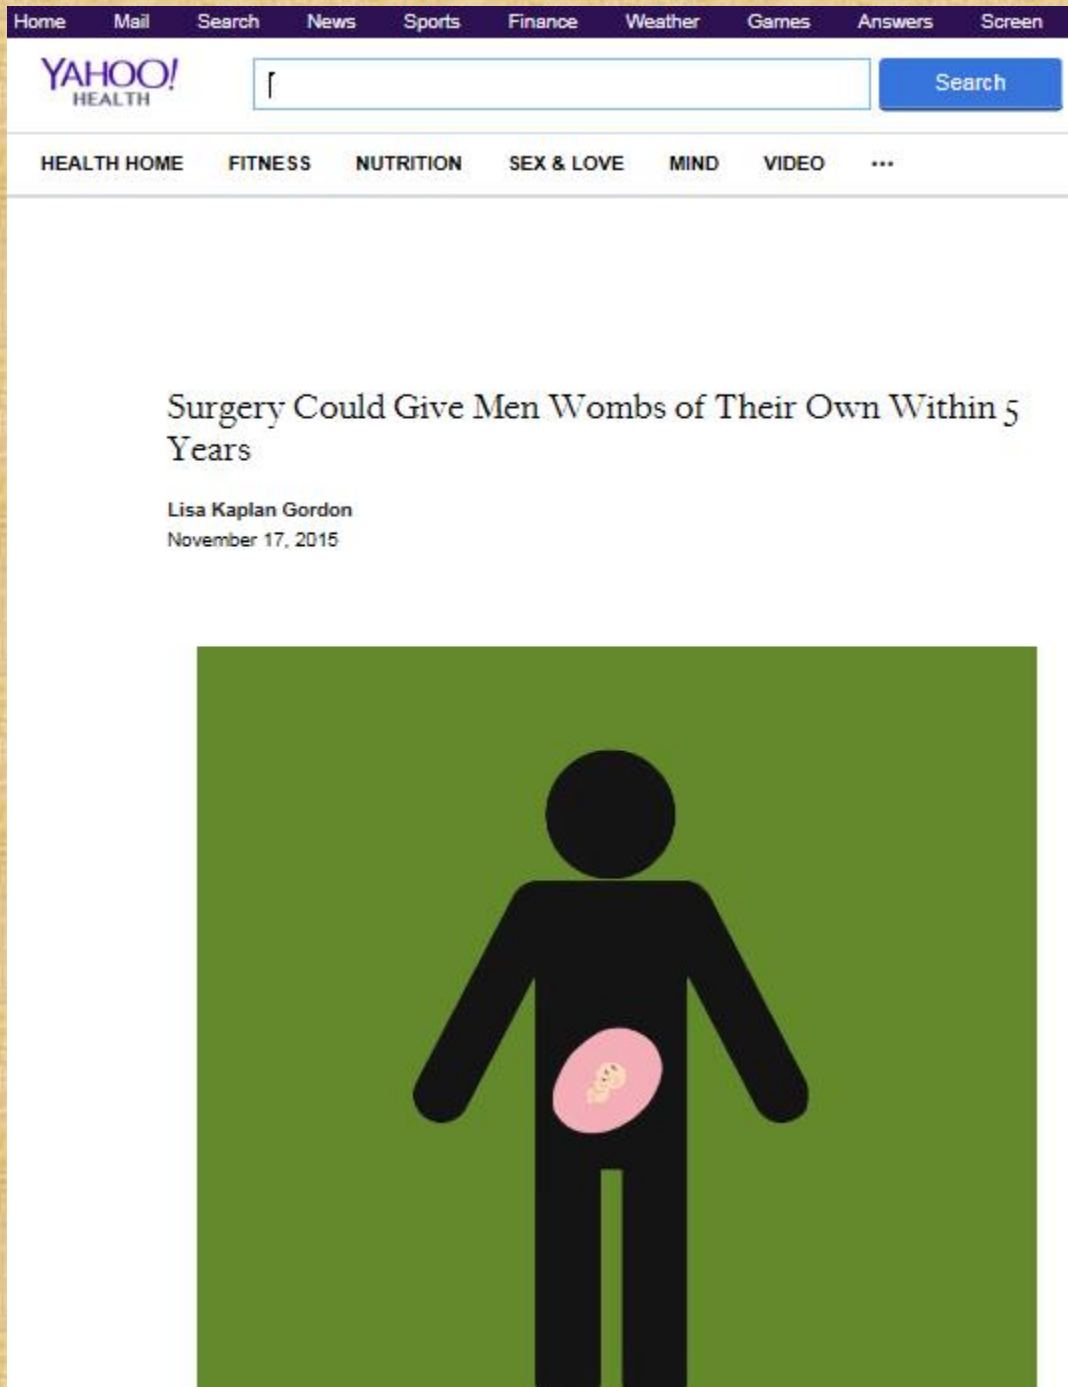 Home Mail Search News Sports Finance Weather Games Answers Screen
YAHOO!
HEALTH
Search
HEALTH HOME FITNESS NUTRITION SEX & LOVE MIND VIDEO ...
Surgery Could Give Men Wombs of Their Own Within 5
Years
Lisa Kaplan Gordon
November 17, 2015